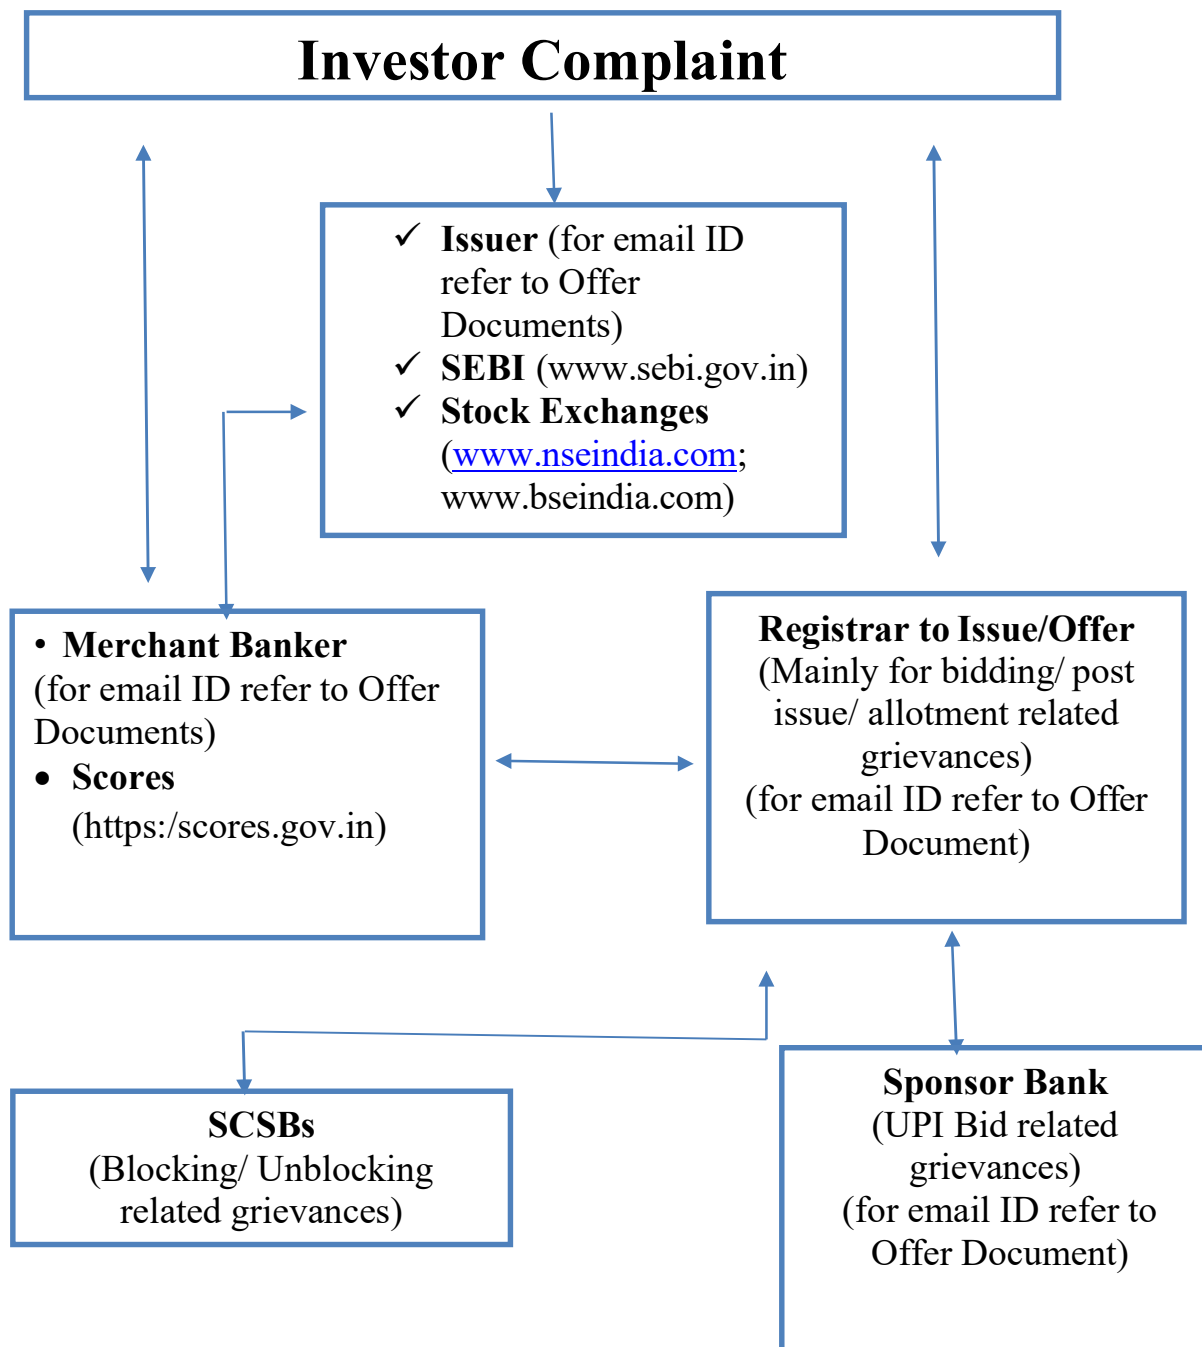 Investor Complaint
✓ Issuer (for email ID
refer to Offer
Documents)
✓ SEBI (www.sebi.gov.in)
✓ Stock Exchanges
(www.nseindia.com;
www.bseindia.com)
• Merchant Banker
(for email ID refer to Offer
Documents)
• Scores
(https:/scores.gov.in)
Registrar to Issue/Offer
(Mainly for bidding/ post
issue/ allotment related
grievances)
(for email ID refer to Offer
Document)
SCSBs
(Blocking/ Unblocking
related grievances)
Sponsor Bank
(UPI Bid related
grievances)
(for email ID refer to
Offer Document)